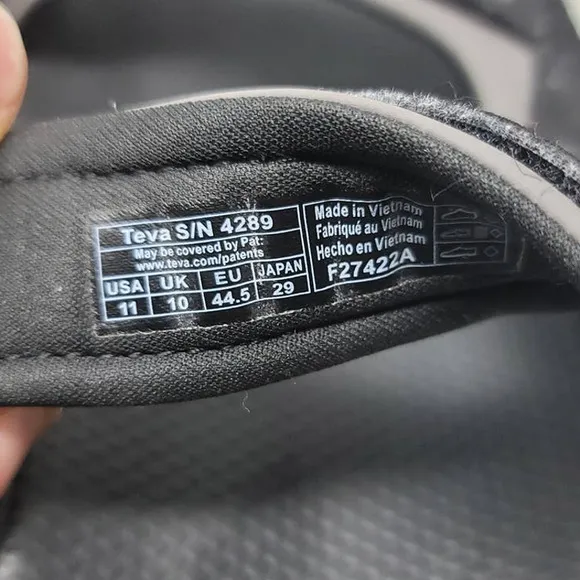 Teva S/N 4289
May be covered by Pat:
www.teva.com/patents
USA UK EU JAPAN
11 10 44.5 29
Made in Vietnam
Fabriqué au Vietnam
Hecho en Vietnam
F27422A